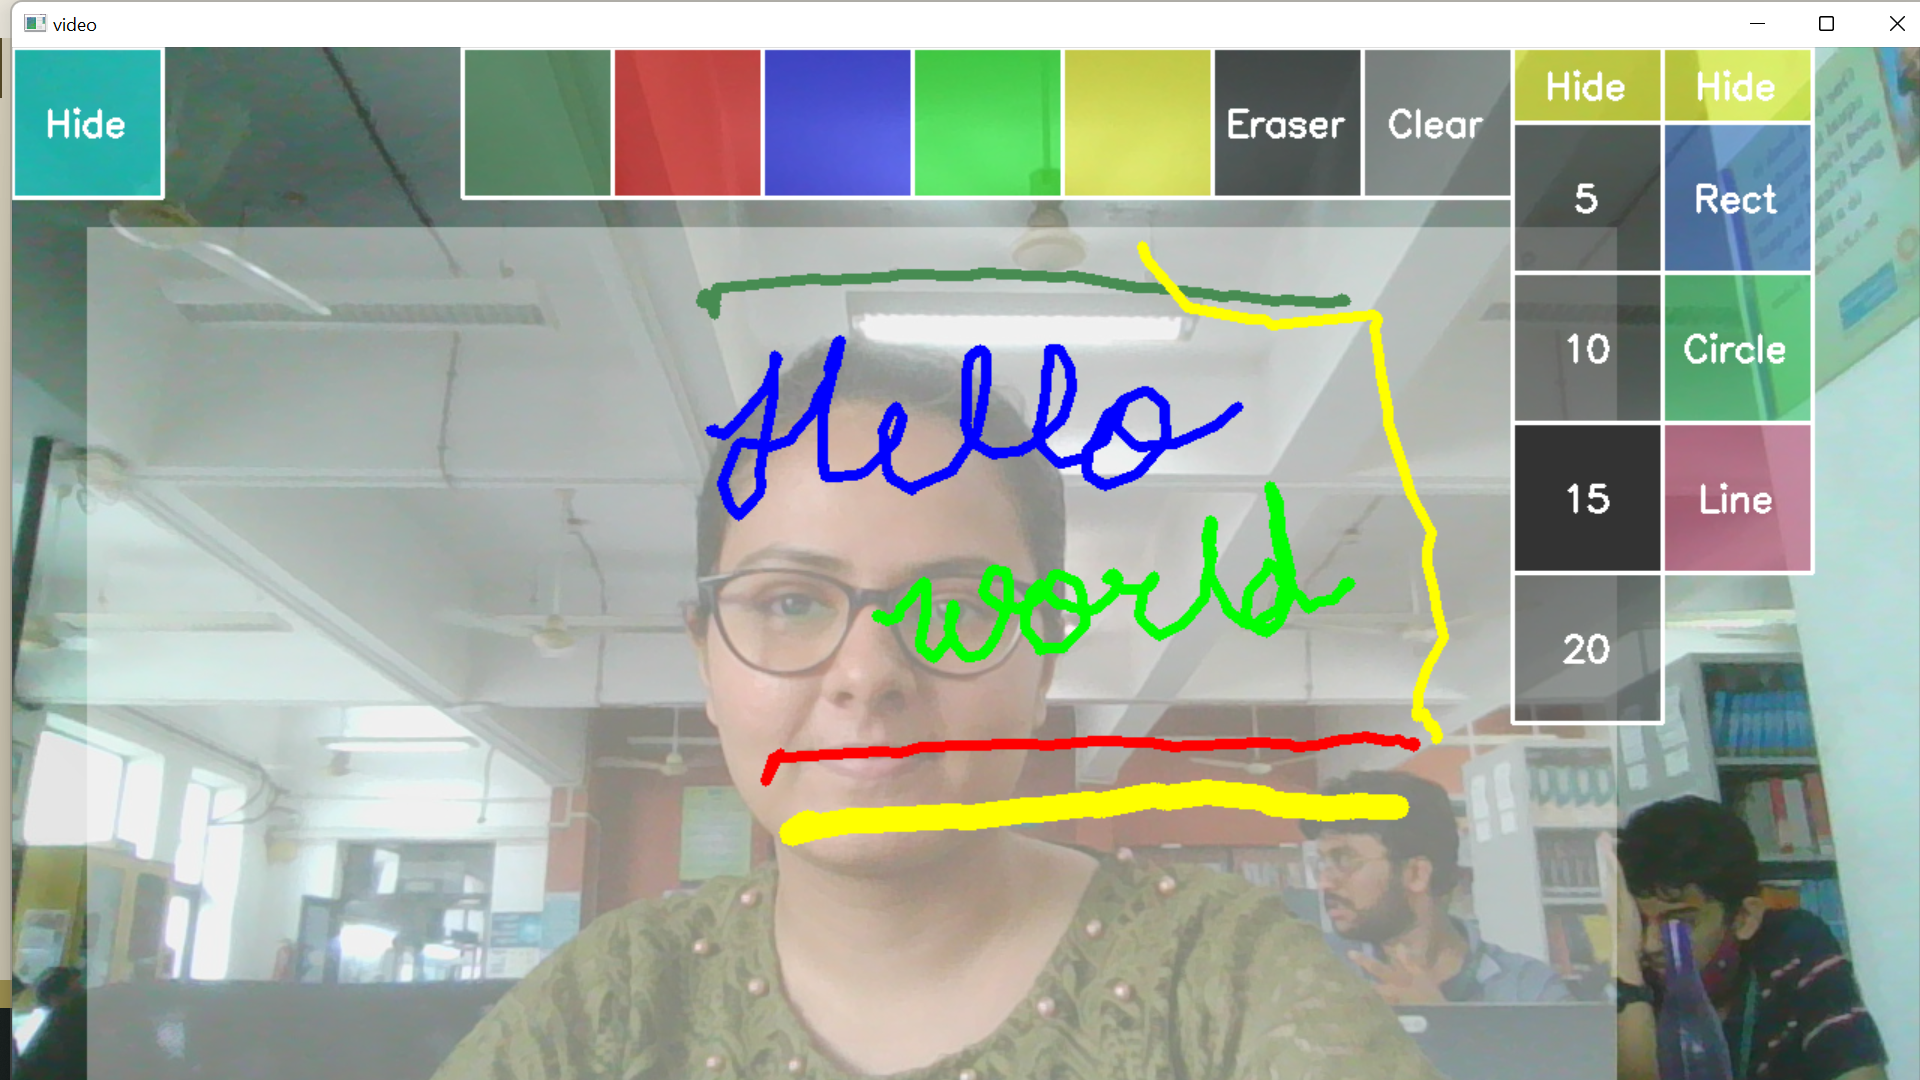 video
Hide
Eraser
Clear
Hide
Hide
5
Rect
10
Circle
15
Line
20
Hello
world